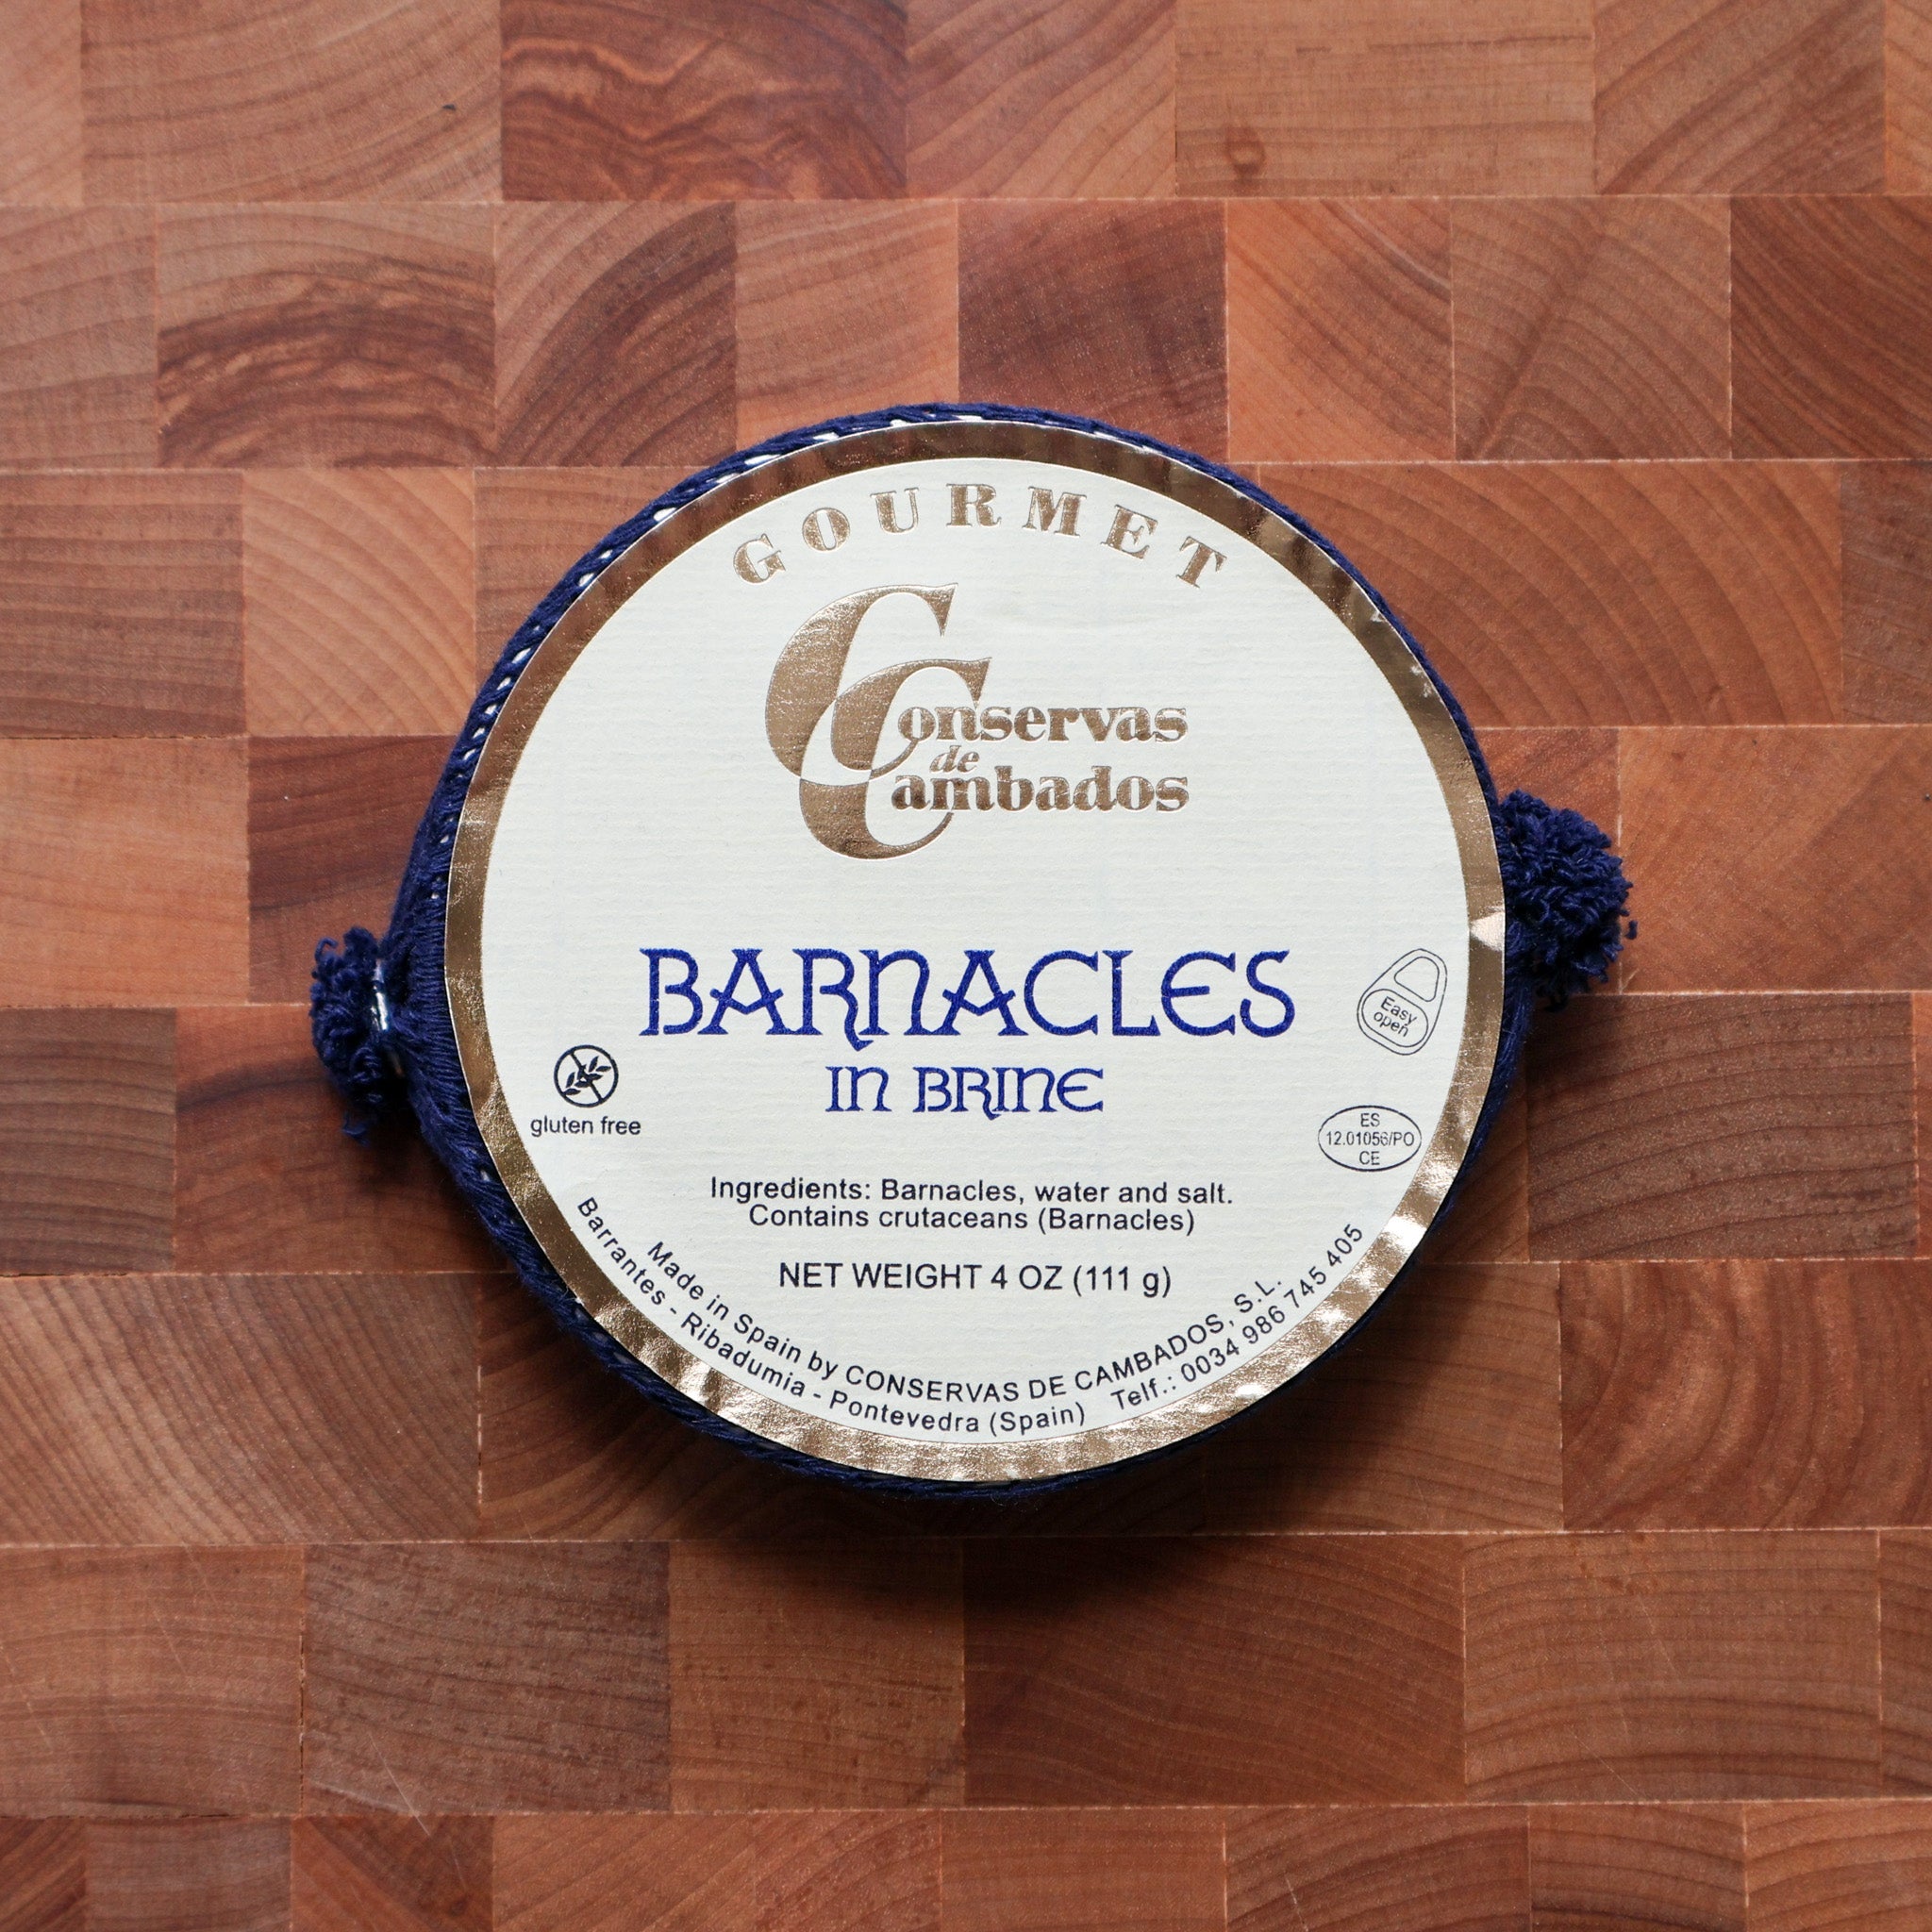 GOURMET
Conservas
de
Cambados
BARNACLES
IN BRINE
Easy
open
gluten free
ES
12.01056/PO
CE
Ingredients: Barnacles, water and salt.
Contains crutaceans (Barnacles)
NET WEIGHT 4 OZ (111 g)
Made in Spain by CONSERVAS DE CAMBADOS, S.L.
Barrantes - Ribadumia - Pontevedra (Spain) Telf.: 0034 986 745 405